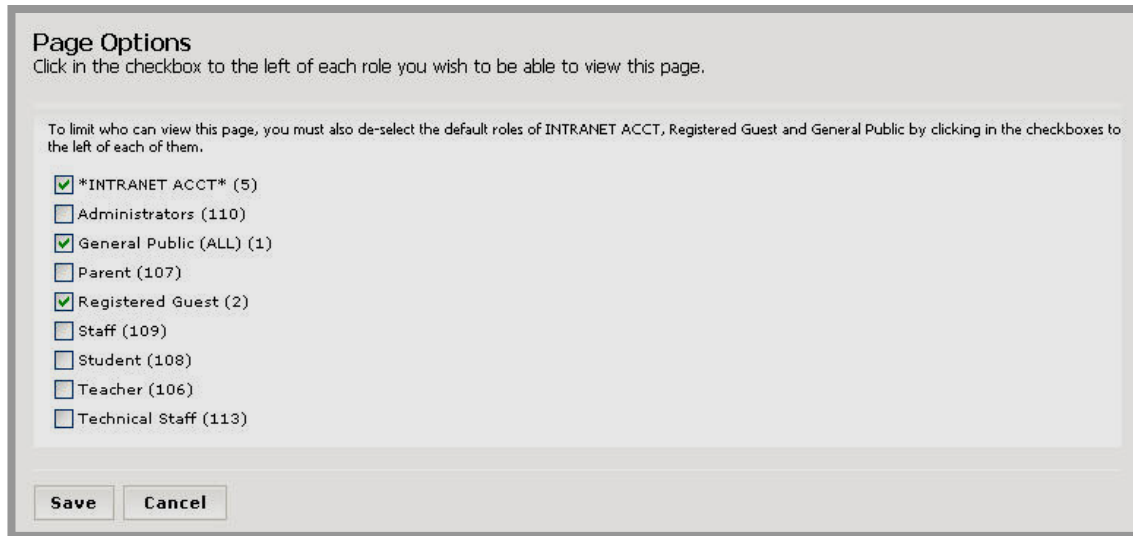 Page Options
Click in the checkbox to the left of each role you wish to be able to view this page.
To limit who can view this page, you must also de-select the default roles of INTRANET ACCT, Registered Guest and General Public by clicking in the checkboxes to
the left of each of them.
*INTRANET ACCT* (5)
Administrators (110)
General Public (ALL) (1)
Parent (107)
Registered Guest (2)
Staff (109)
Student (108)
Teacher (106)
Technical Staff (113)
Save Cancel